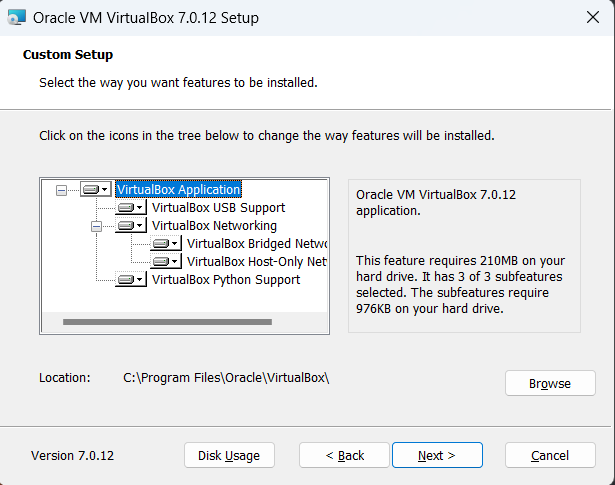 Oracle VM VirtualBox 7.0.12 Setup
Custom Setup
Select the way you want features to be installed.
Click on the icons in the tree below to change the way features will be installed.
VirtualBox Application
VirtualBox USB Support
VirtualBox Networking
VirtualBox Bridged Netwo
VirtualBox Host-Only Net
VirtualBox Python Support
Oracle VM VirtualBox 7.0.12
application.
This feature requires 210MB on your
hard drive. It has 3 of 3 subfeatures
selected. The subfeatures require
976KB on your hard drive.
Location: C:\Program Files\Oracle\VirtualBox\
Browse
Version 7.0.12 Disk Usage < Back Next > Cancel